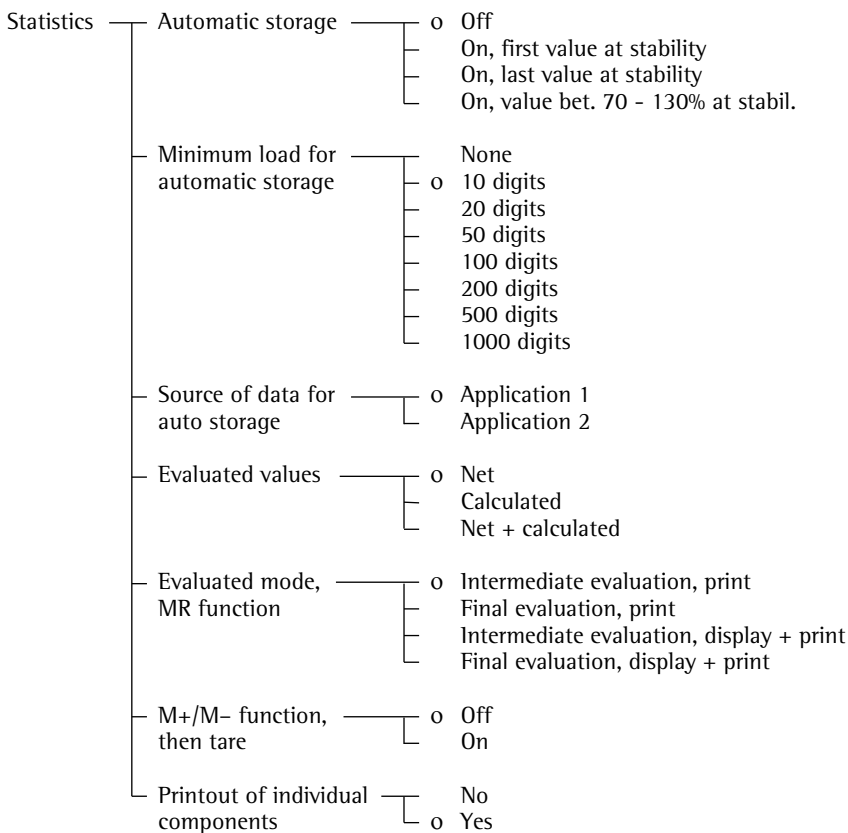 Statistics Automatic storage o Off
On, first value at stability
On, last value at stability
On, value bet. 70 - 130% at stabil.
Minimum load for None
automatic storage o 10 digits
20 digits
50 digits
100 digits
200 digits
500 digits
1000 digits
Source of data for o Application 1
auto storage Application 2
Evaluated values o Net
Calculated
Net + calculated
Evaluated mode, o Intermediate evaluation, print
MR function Final evaluation, print
Intermediate evaluation, display + print
Final evaluation, display + print
M+/M– function, o Off
then tare On
Printout of individual No
components o Yes